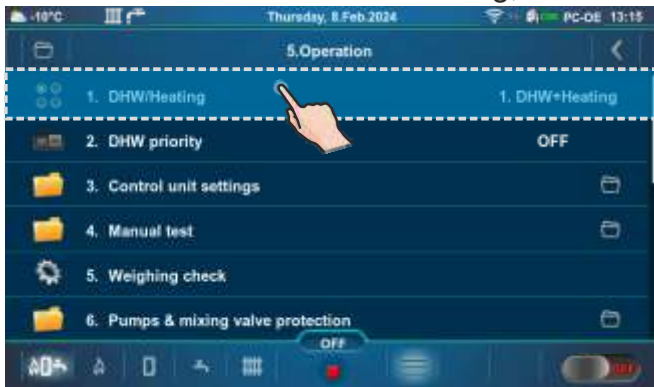 -10°C Thursday, 8.Feb.2024 PC-OE 13:15
5.Operation
1. DHW/Heating 1. DHW+Heating
2. DHW priority OFF
3. Control unit settings
4. Manual test
5. Weighing check
6. Pumps & mixing valve protection
OFF
OFF